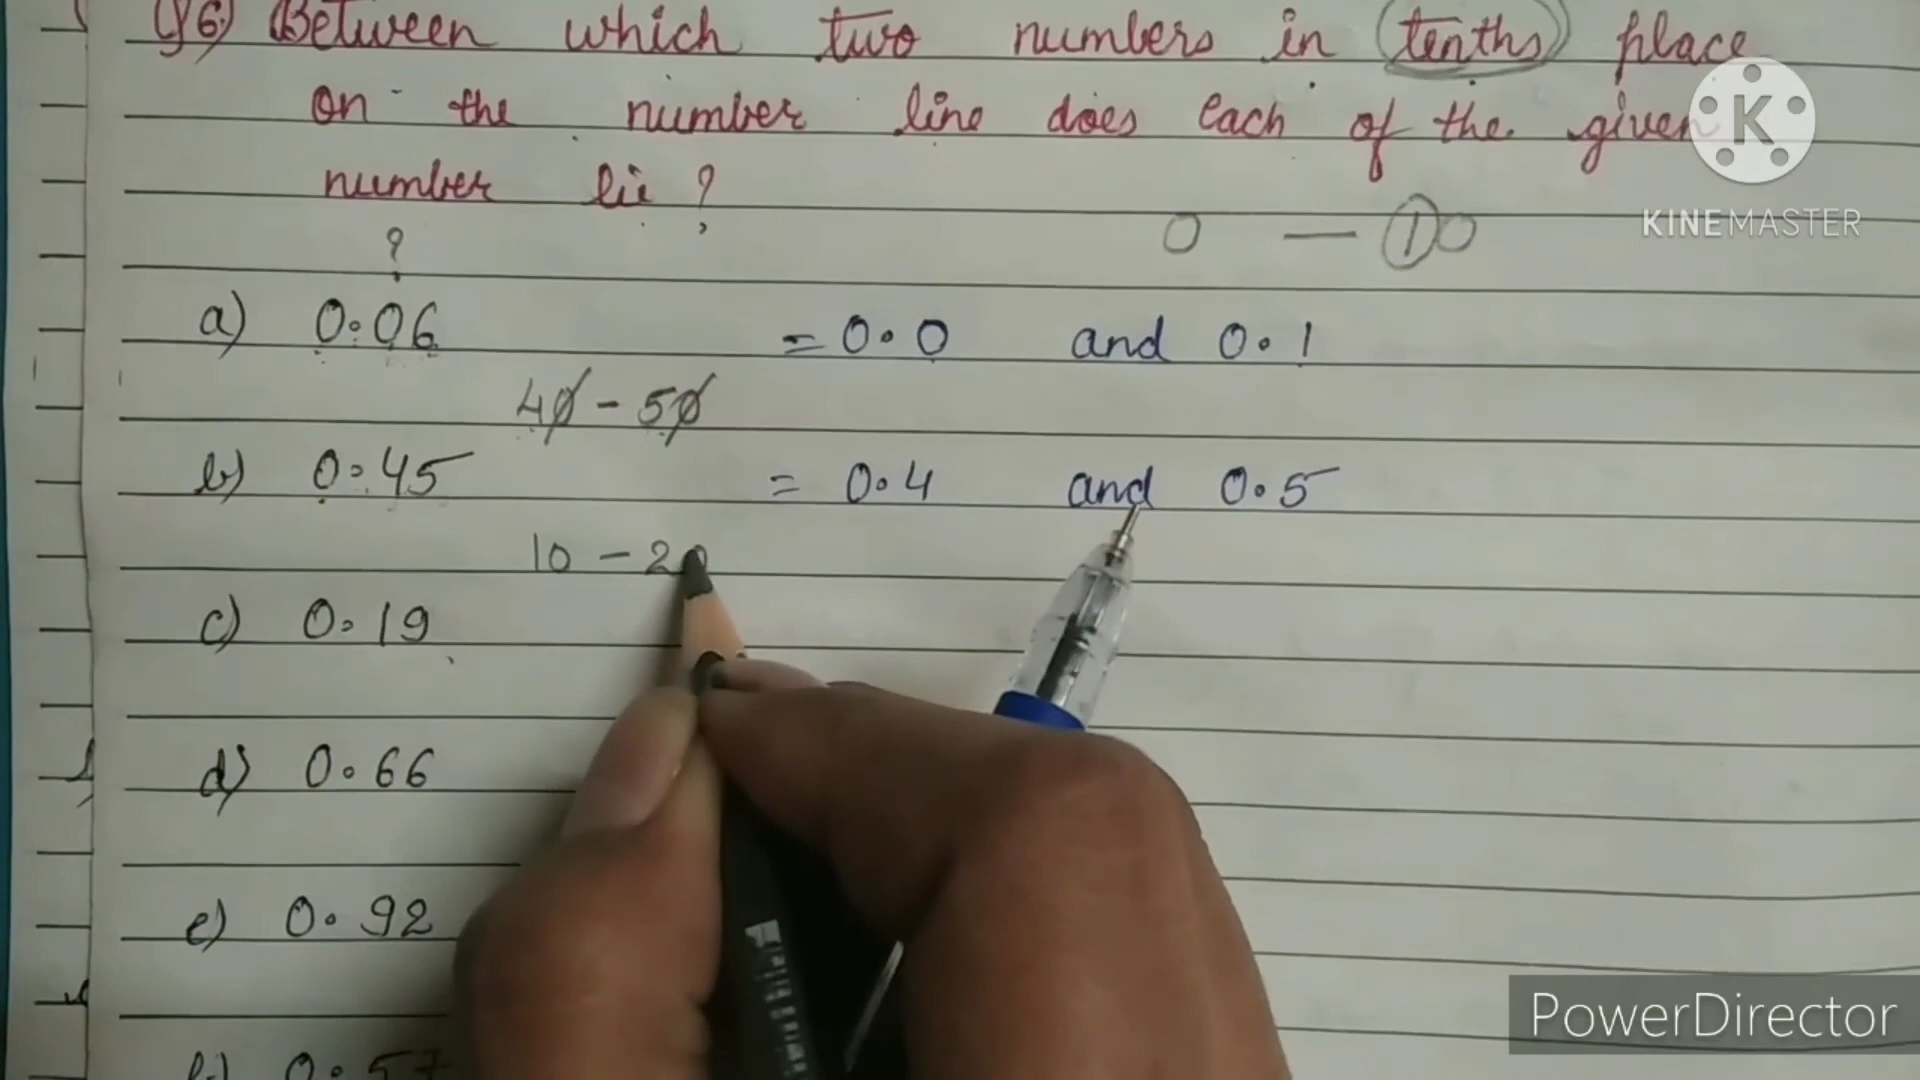 Q6) Between which two numbers in tenths place
on the number line does each of the given
number lie ?
K
KINEMASTER
?
0 — 10
a) 0.06 = 0.0 and 0.1
40 - 50
b) 0.45 = 0.4 and 0.5
10 - 20
c) 0.19
d) 0.66
e) 0.92
0.57
PowerDirector